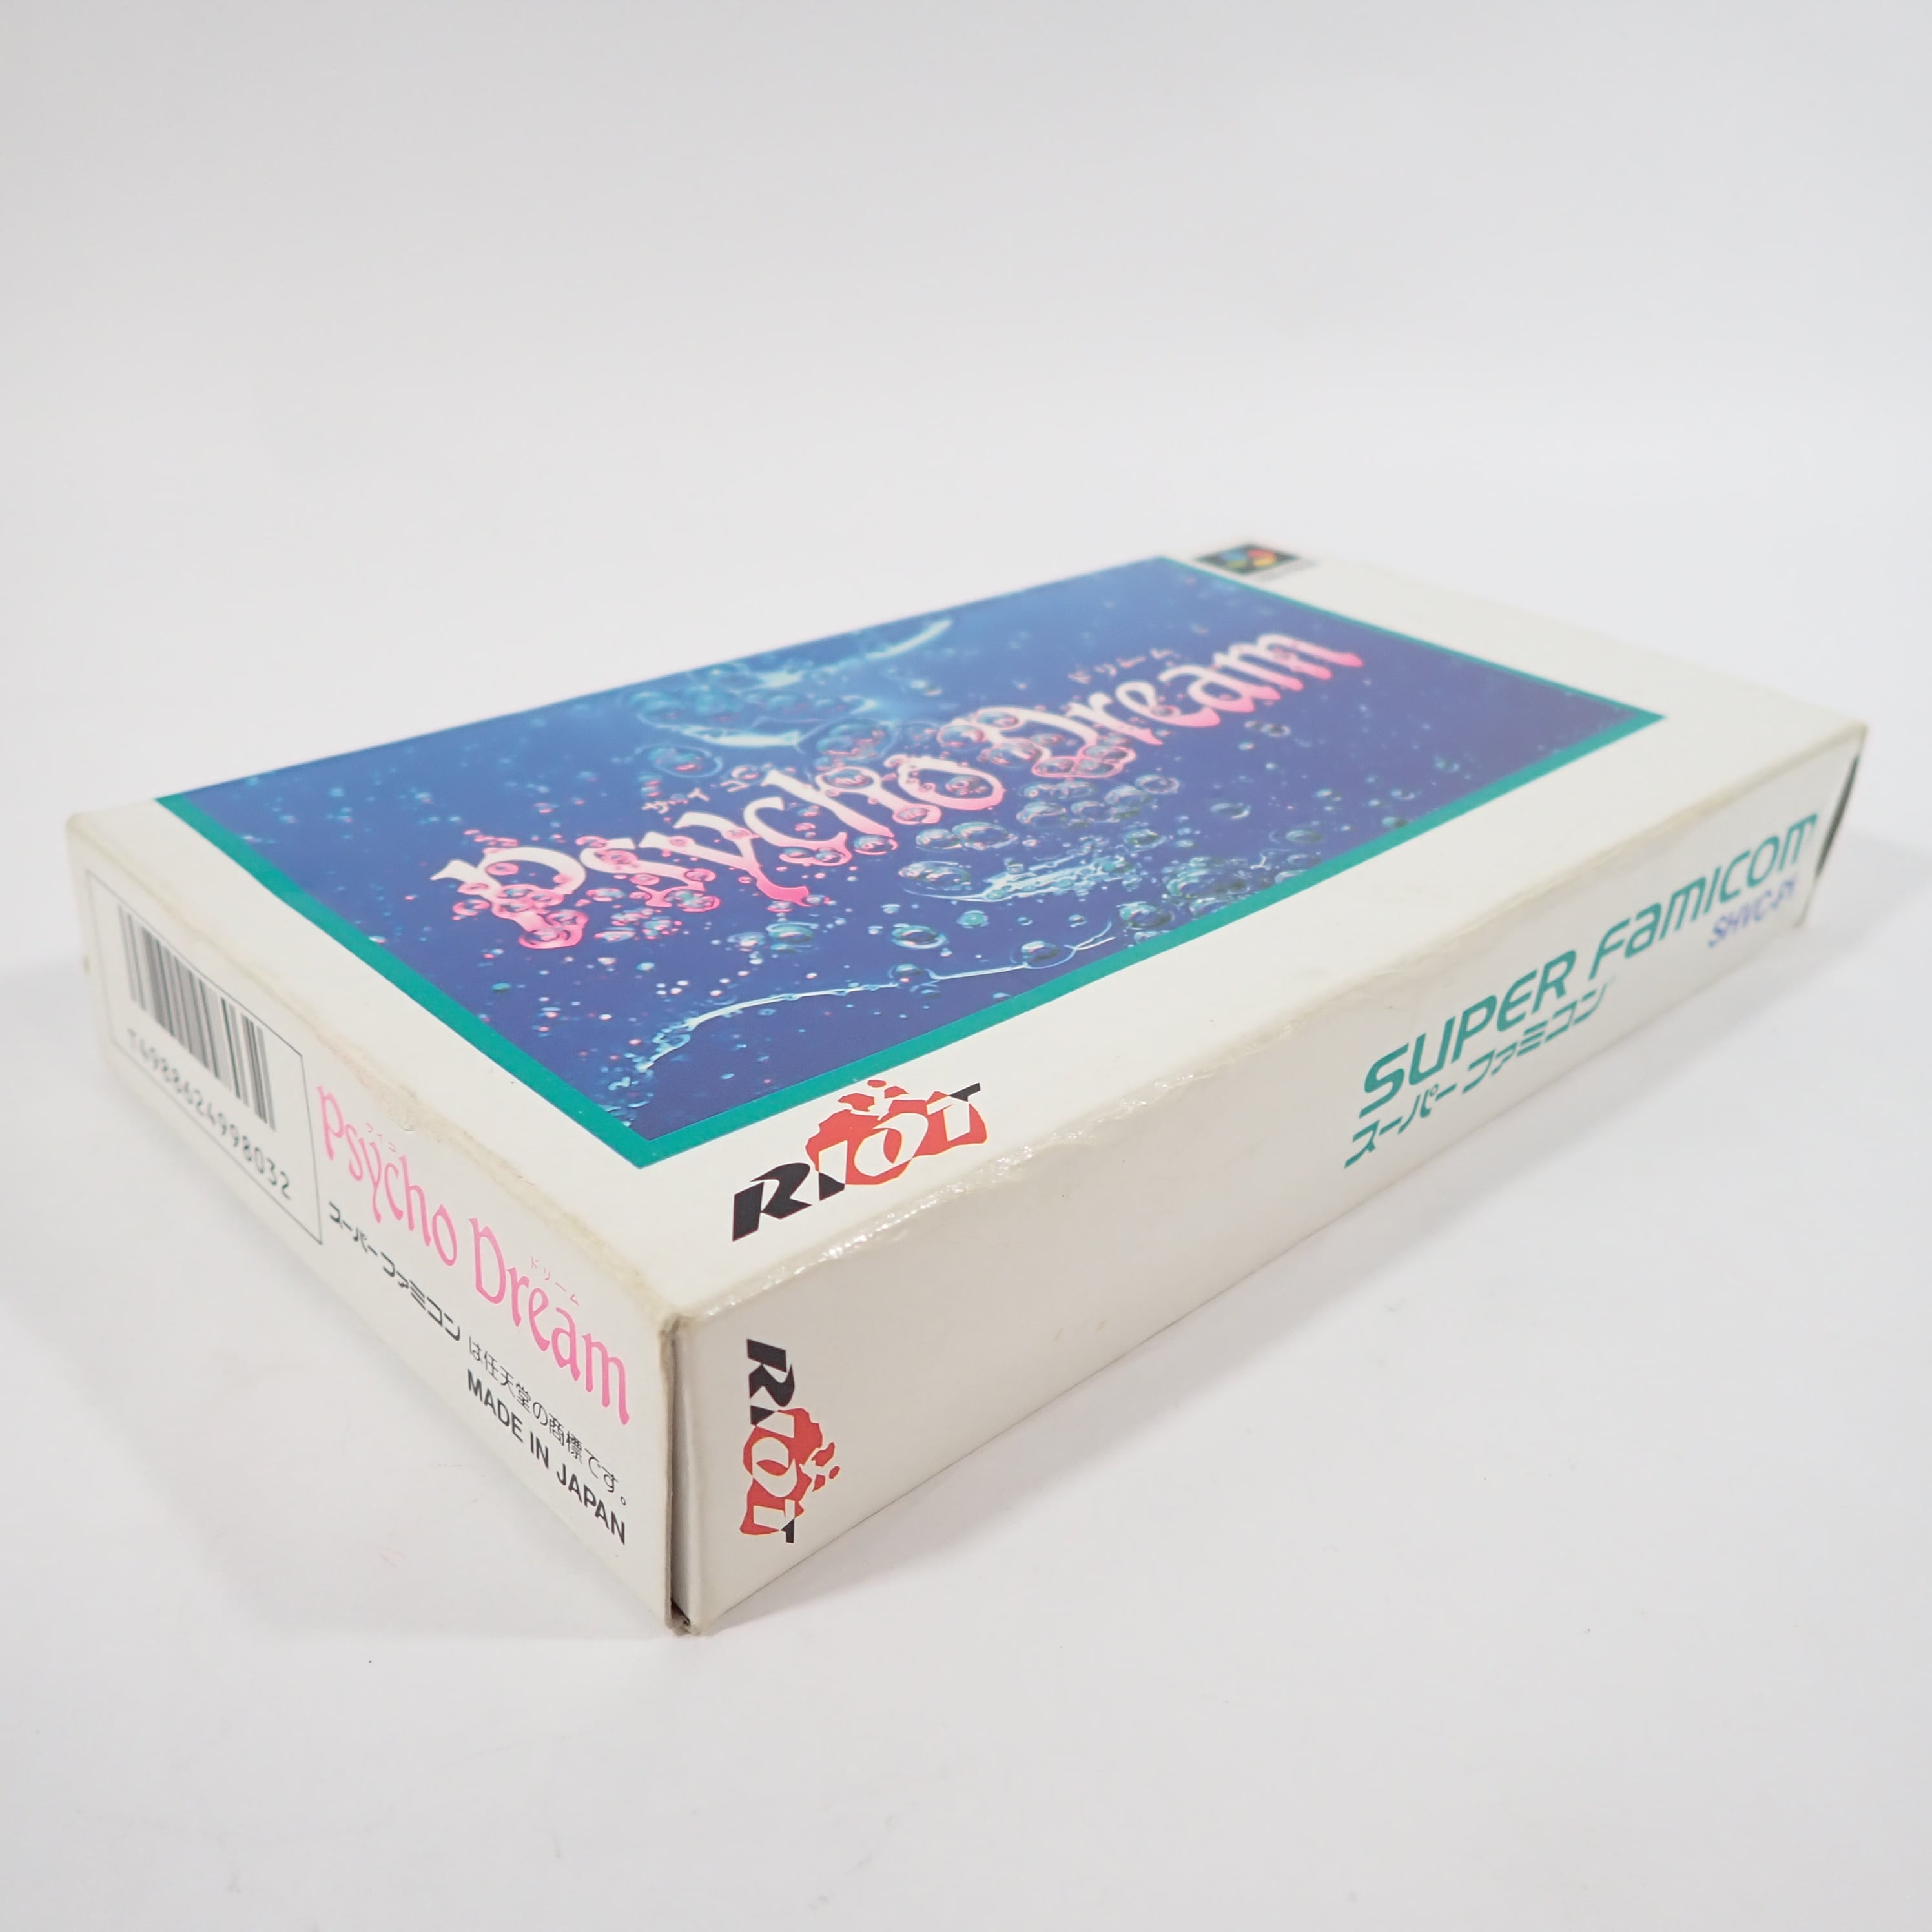 サイコ ドリーム
Psycho Dream
RIOT
T4988624998032
サイコ ドリーム
Psycho Dream
スーパーファミコンは任天堂の商標です。
MADE IN JAPAN
RIOT
SUPER FAMICOM
スーパーファミコン